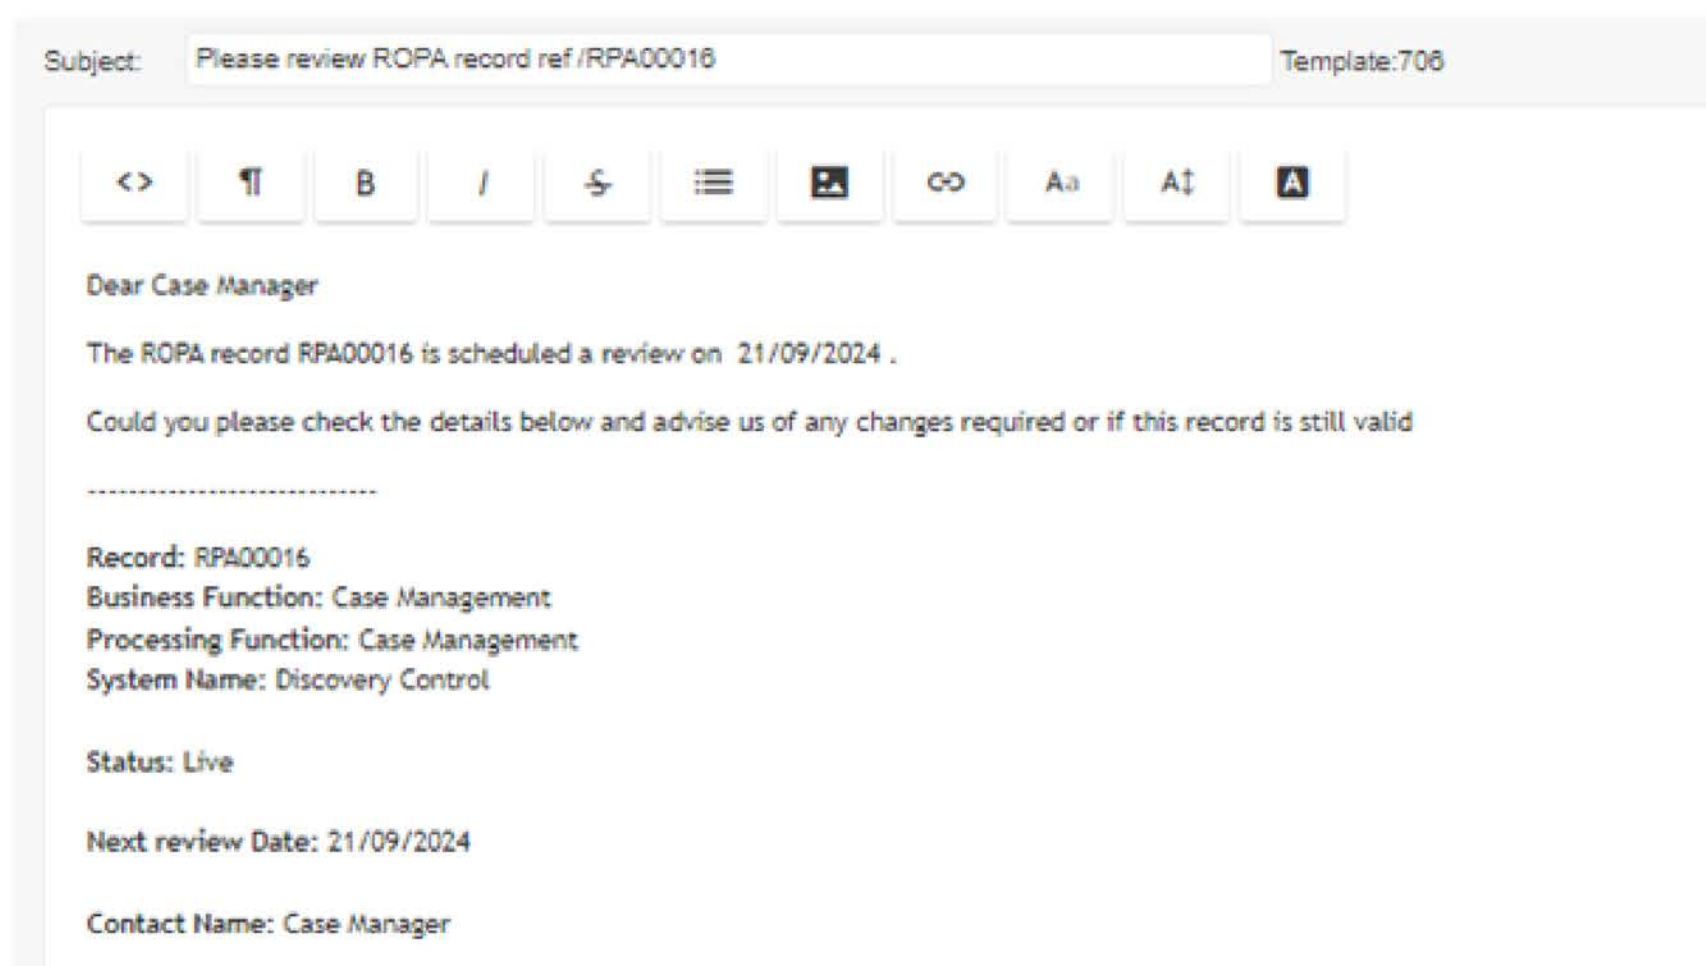 Subject: Please review ROPA record ref /RPA00016 Template:706
<> ¶ B I S Aa A↕ A
Dear Case Manager
The ROPA record RPA00016 is scheduled a review on 21/09/2024 .
Could you please check the details below and advise us of any changes required or if this record is still valid
-----------------------------
Record: RPA00016
Business Function: Case Management
Processing Function: Case Management
System Name: Discovery Control
Status: Live
Next review Date: 21/09/2024
Contact Name: Case Manager